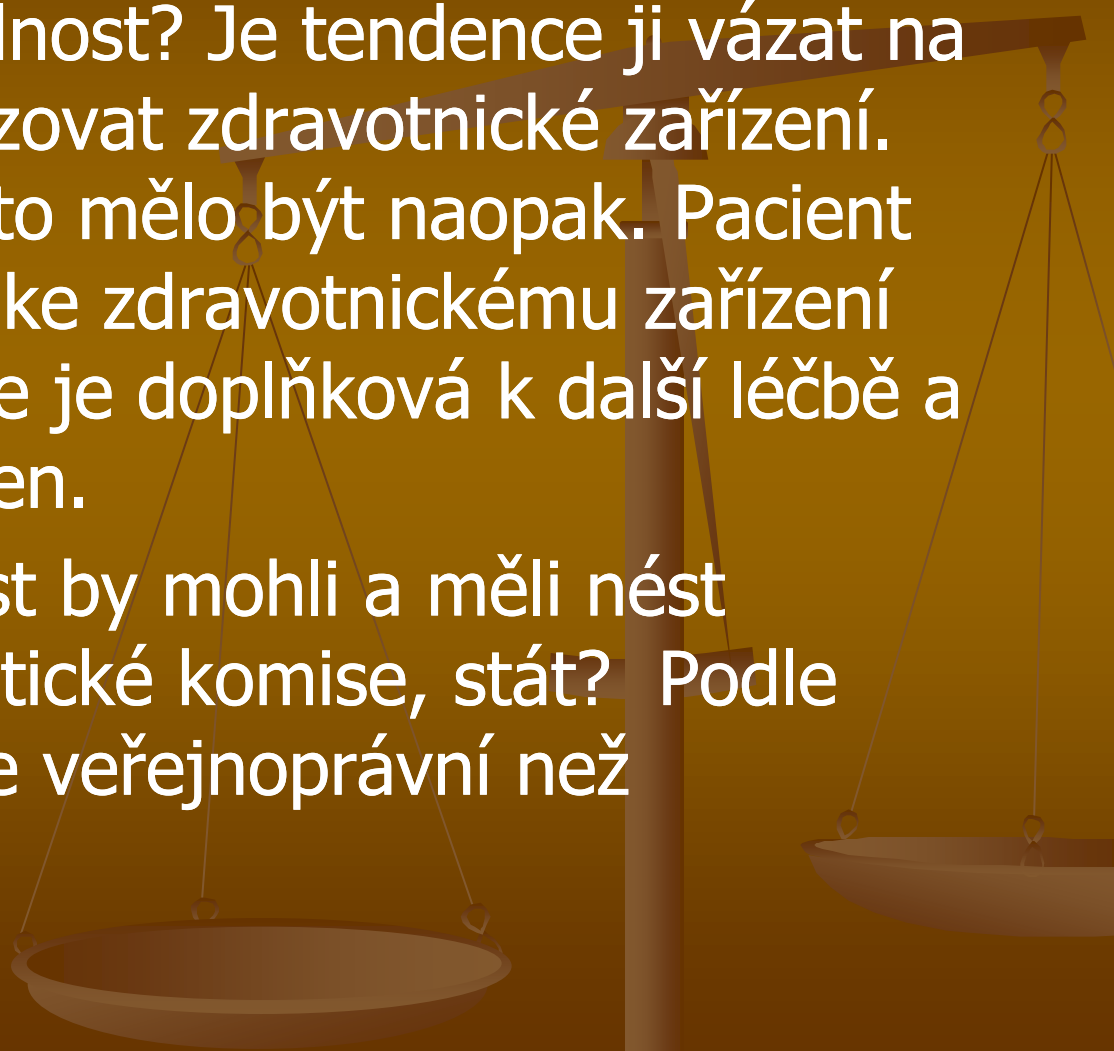 lnost? Je tendence ji vázat na
zovat zdravotnické zařízení.
to mělo být naopak. Pacient
ke zdravotnickému zařízení
e je doplňková k další léčbě a
en.
st by mohli a měli nést
tické komise, stát?  Podle
e veřejnoprávní než